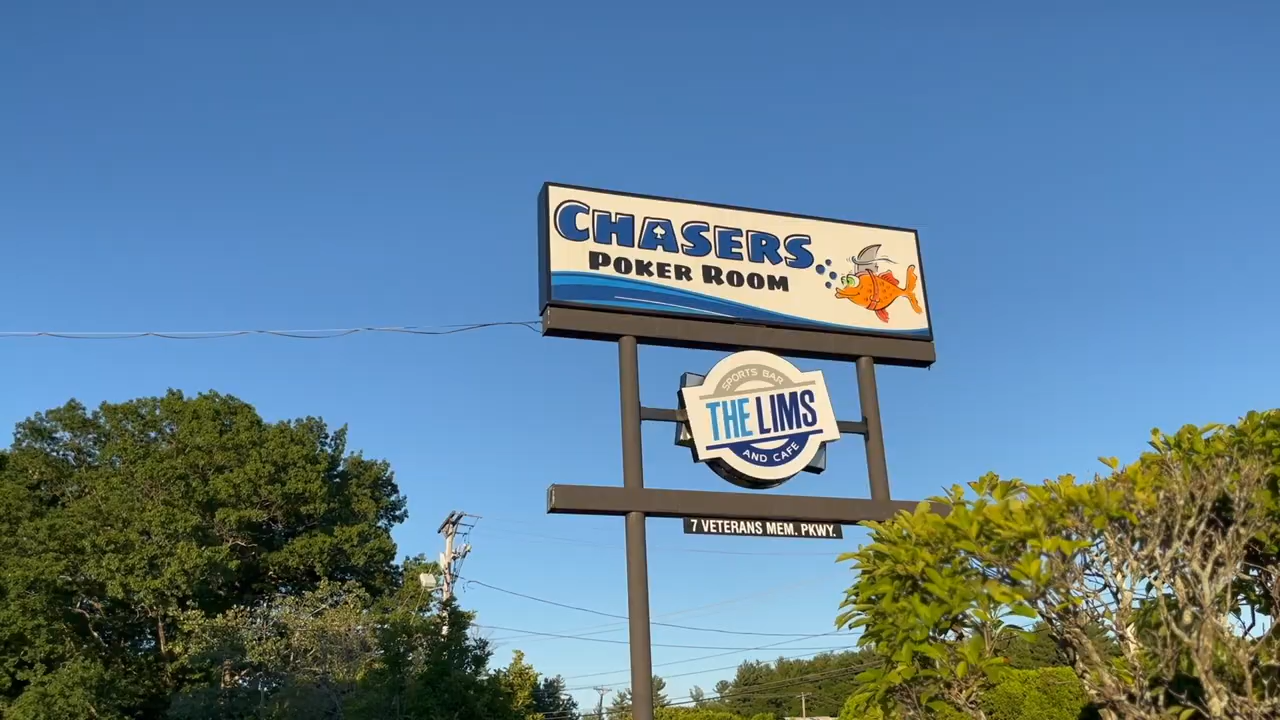 CHASERS
POKER ROOM
SPORTS BAR
THE LIMS
AND CAFE
7 VETERANS MEM. PKWY.